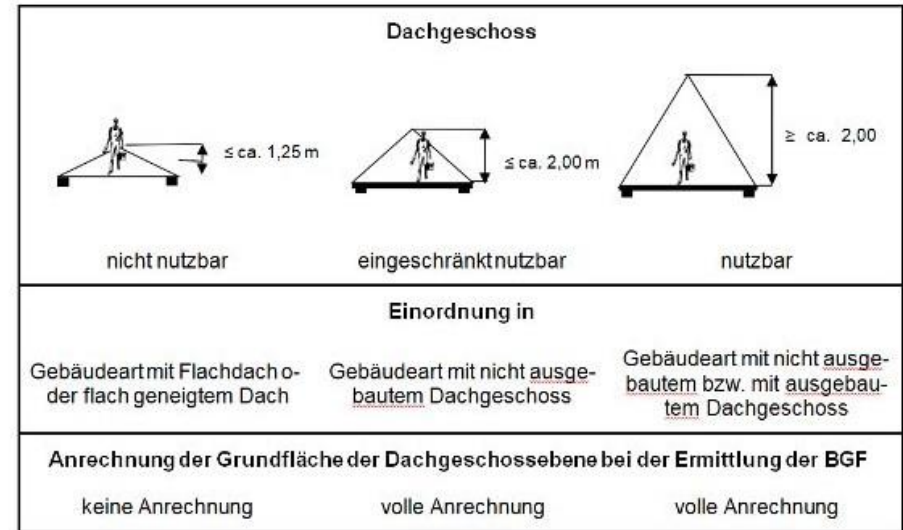 Dachgeschoss
≤ ca. 1,25 m
≤ ca. 2,00 m
≥ ca. 2,00
nicht nutzbar
eingeschränkt nutzbar
nutzbar
Einordnung in
Gebäudeart mit Flachdach o-
der flach geneigtem Dach
Gebäudeart mit nicht ausge-
bautem Dachgeschoss
Gebäudeart mit nicht ausge-
bautem bzw. mit ausgebau-
tem Dachgeschoss
Anrechnung der Grundfläche der Dachgeschossebene bei der Ermittlung der BGF
keine Anrechnung
volle Anrechnung
volle Anrechnung